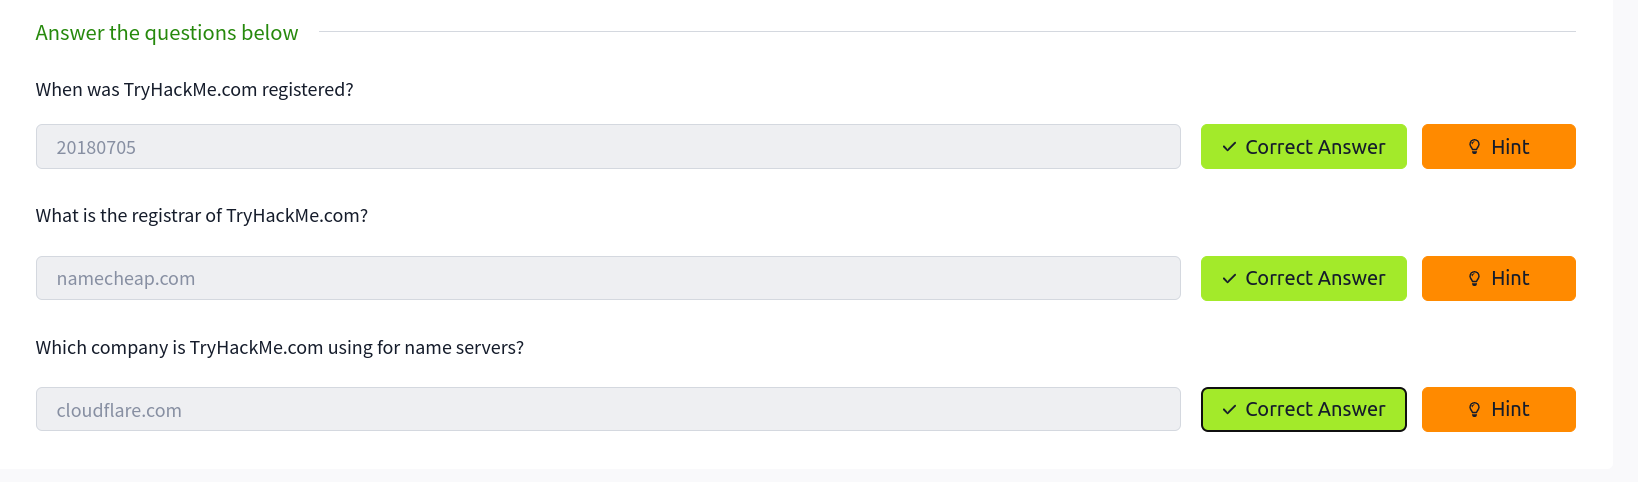 Answer the questions below
When was TryHackMe.com registered?
20180705
Correct Answer
Hint
What is the registrar of TryHackMe.com?
namecheap.com
Correct Answer
Hint
Which company is TryHackMe.com using for name servers?
cloudflare.com
Correct Answer
Hint